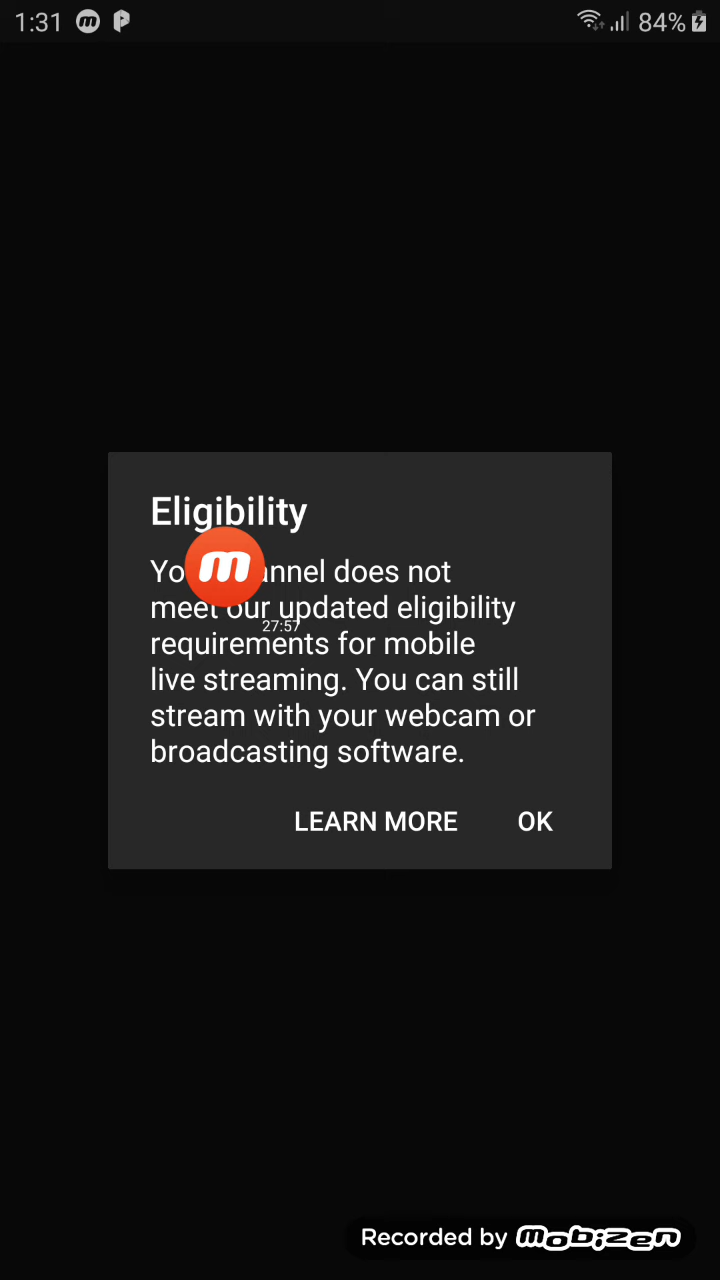 1:31 m P 84%
Eligibility
Yo m annel does not
meet our updated eligibility
27:57
requirements for mobile
live streaming. You can still
stream with your webcam or
broadcasting software.
LEARN MORE OK
Recorded by mobizen